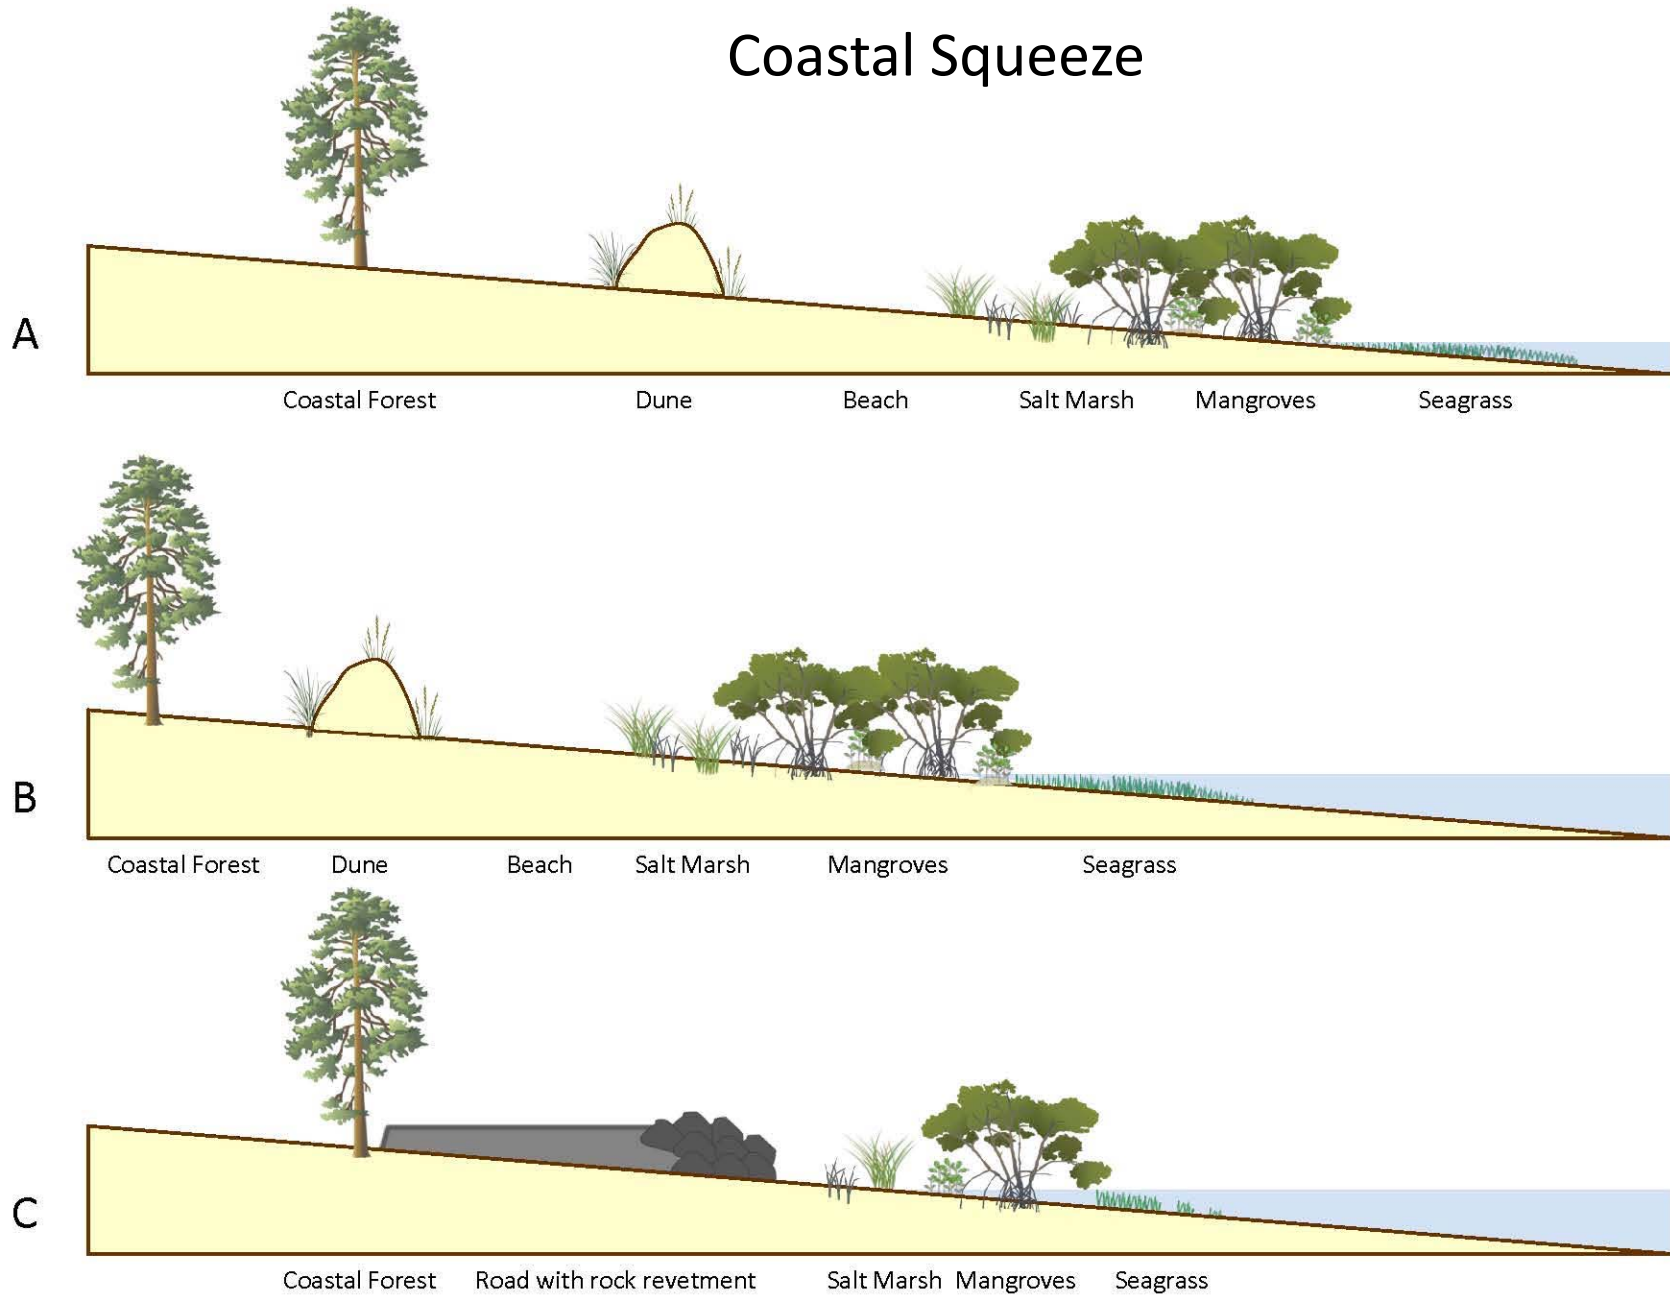 Coastal Squeeze
A
Coastal Forest Dune Beach Salt Marsh Mangroves Seagrass
B
Coastal Forest Dune Beach Salt Marsh Mangroves Seagrass
C
Coastal Forest Road with rock revetment Salt Marsh Mangroves Seagrass